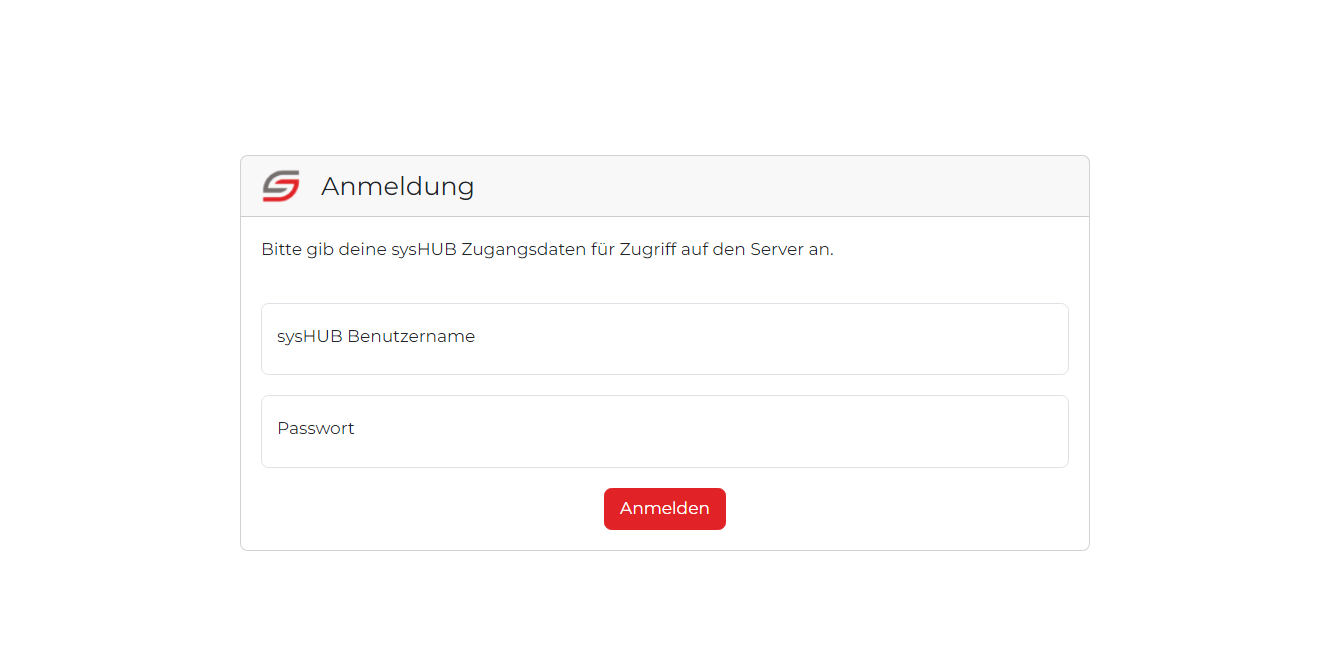 Anmeldung
Bitte gib deine sysHUB Zugangsdaten für Zugriff auf den Server an.
sysHUB Benutzername
Passwort
Anmelden